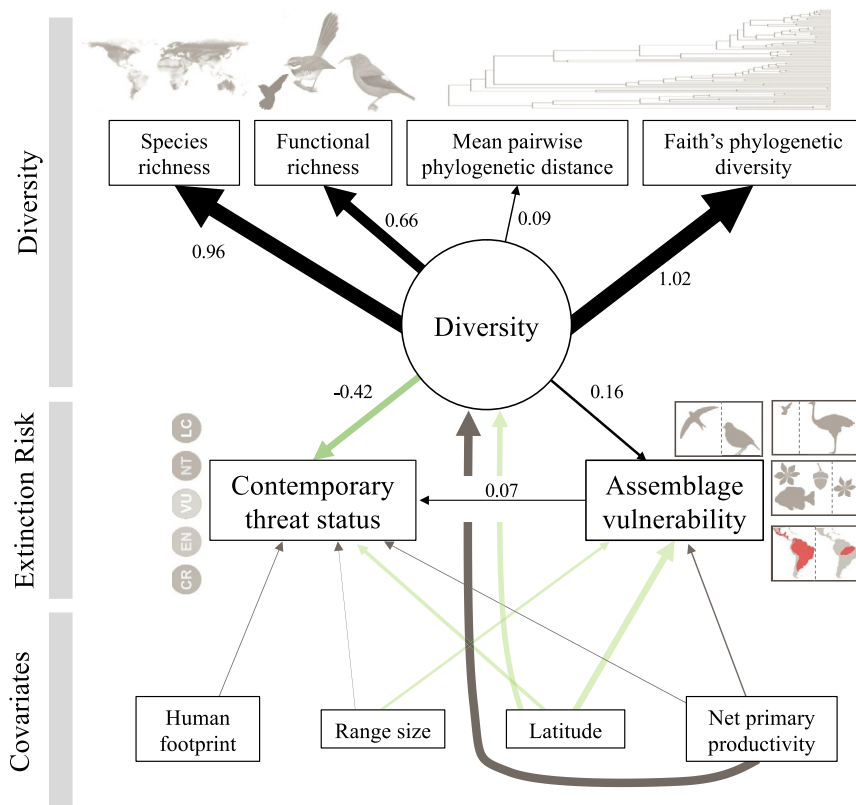 Diversity
Species
richness
Functional
richness
Mean pairwise
phylogenetic distance
Faith's phylogenetic
diversity
0.96
0.66
0.09
1.02
Diversity
-0.42
0.16
Extinction Risk
LC
NT
VU
EN
CR
Contemporary
threat status
0.07
Assemblage
vulnerability
Covariates
Human
footprint
Range size
Latitude
Net primary
productivity